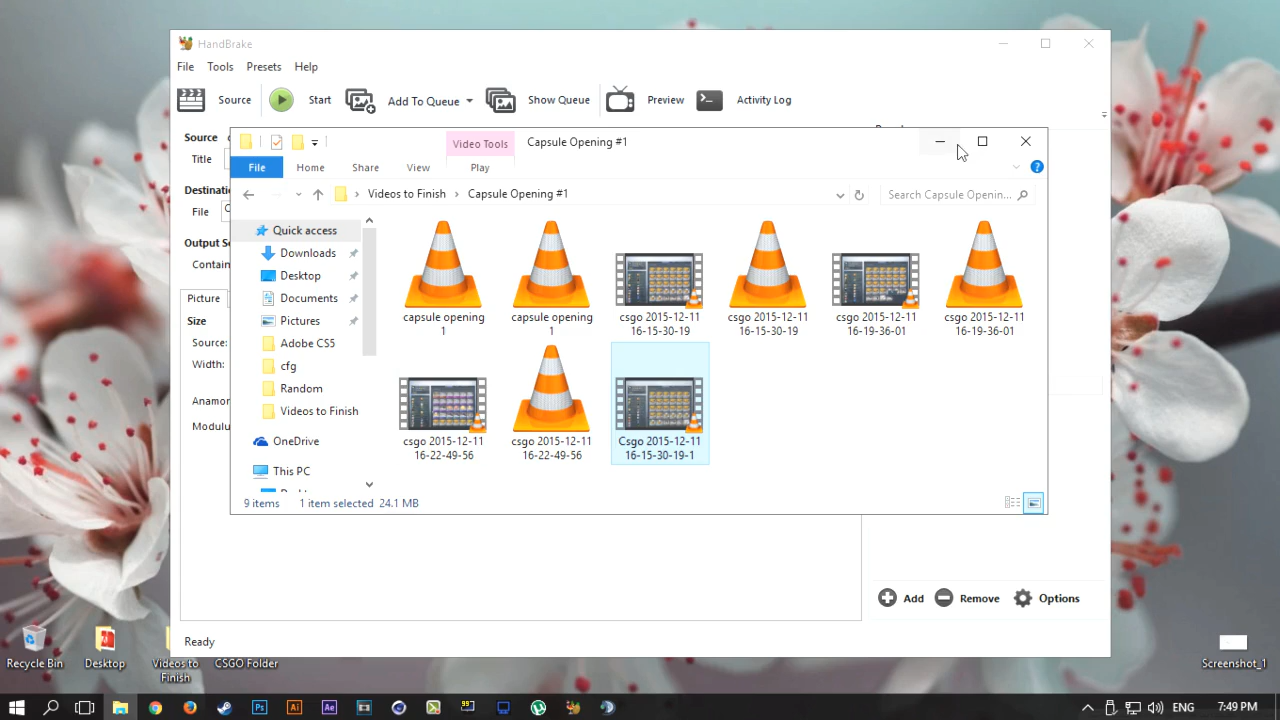 HandBrake
File Tools Presets Help
Source Start Add To Queue Show Queue Preview Activity Log
Source
Title
Destinati
File
Output Se
Contain
Picture
Size
Source:
Width:
Anamor
Modulu
Video Tools Capsule Opening #1
File Home Share View Play
Videos to Finish Capsule Opening #1 Search Capsule Openin...
Quick access
Downloads
Desktop
Documents
Pictures
Adobe CS5
cfg
Random
Videos to Finish
OneDrive
This PC
capsule opening 1
capsule opening 1
csgo 2015-12-11 16-15-30-19
csgo 2015-12-11 16-15-30-19
csgo 2015-12-11 16-19-36-01
csgo 2015-12-11 16-19-36-01
csgo 2015-12-11 16-22-49-56
csgo 2015-12-11 16-22-49-56
Csgo 2015-12-11 16-15-30-19-1
9 items 1 item selected 24.1 MB
Add Remove Options
Ready
Recycle Bin
Desktop
Videos to Finish
CSGO Folder
Screenshot_1
Ps Ai Ae 99
ENG 7:49 PM